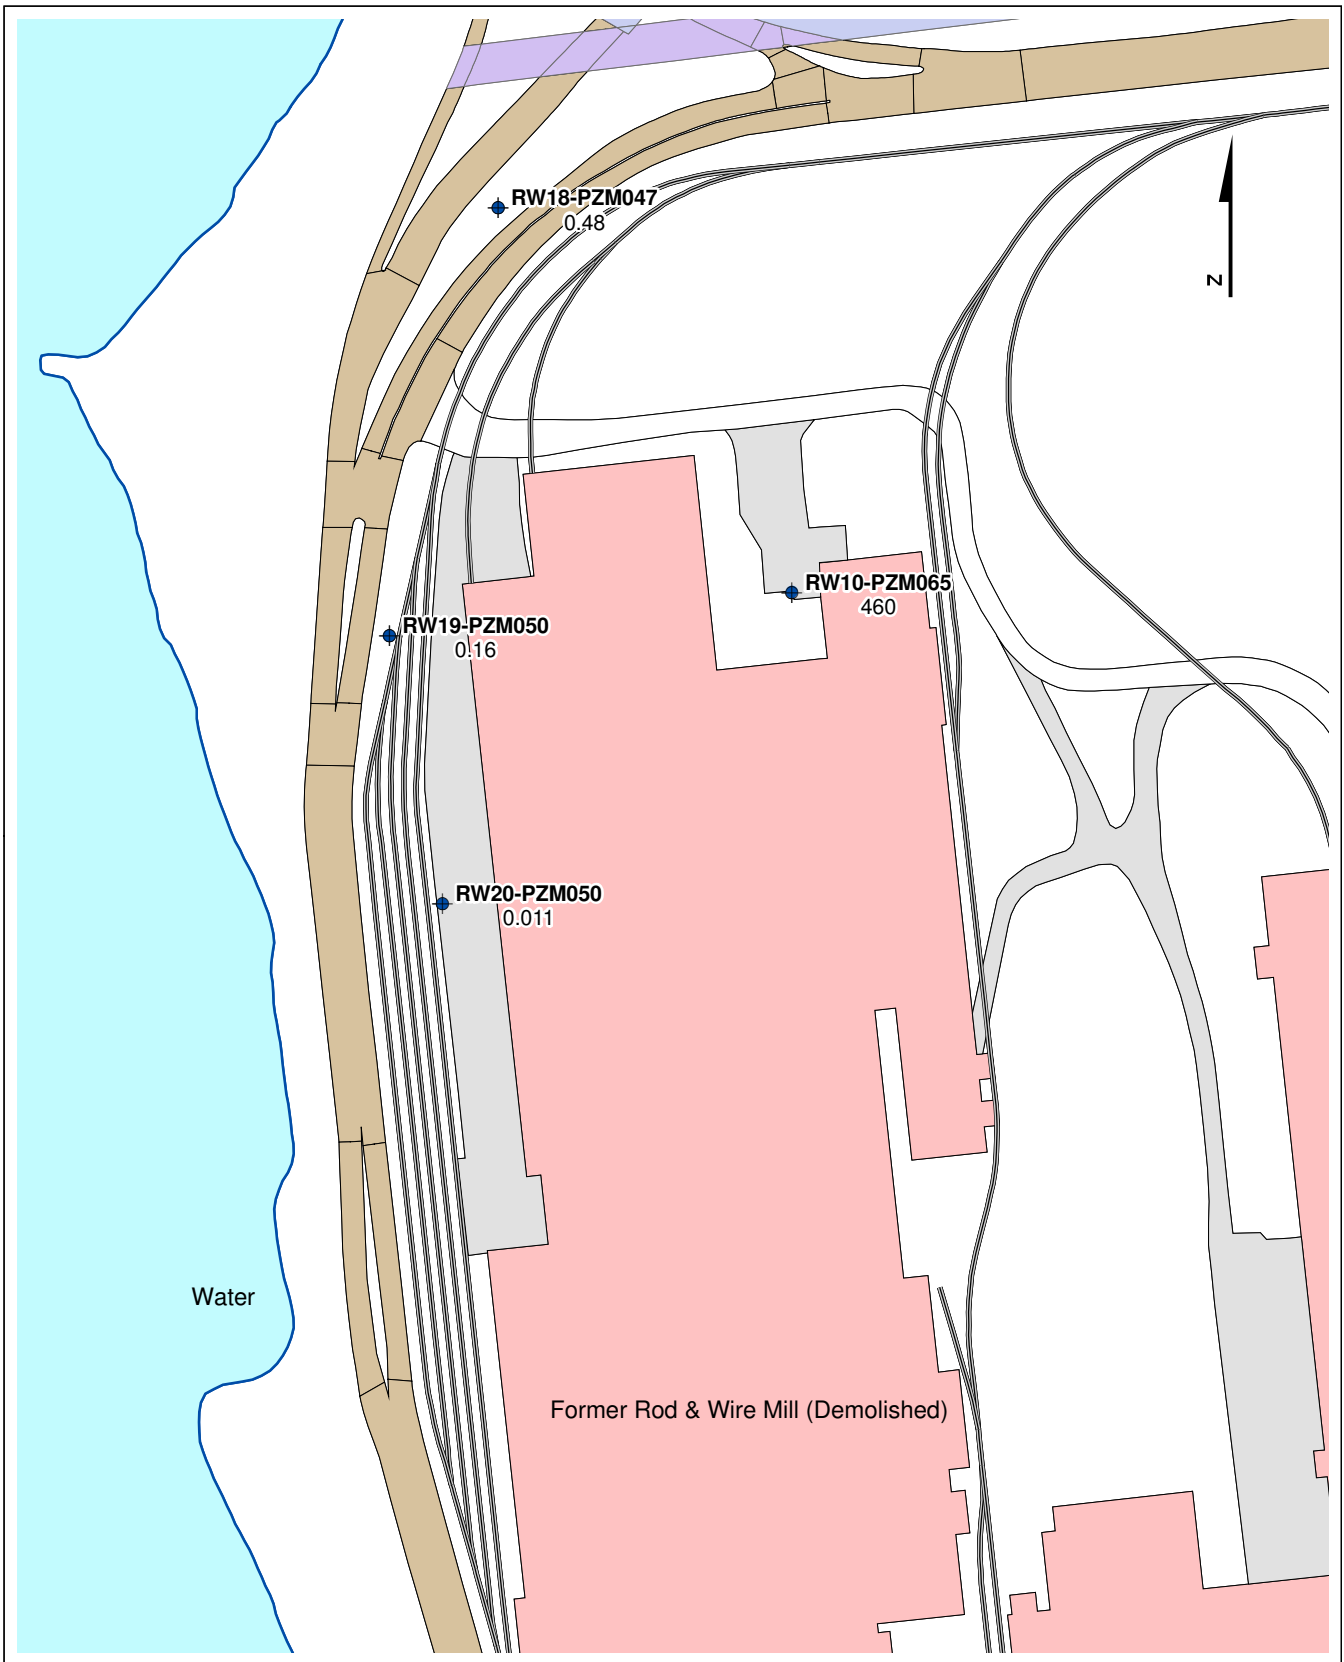 RW18-PZM047
0.48
N
RW10-PZM065
460
RW19-PZM050
0.16
RW20-PZM050
0.011
Water
Former Rod & Wire Mill (Demolished)